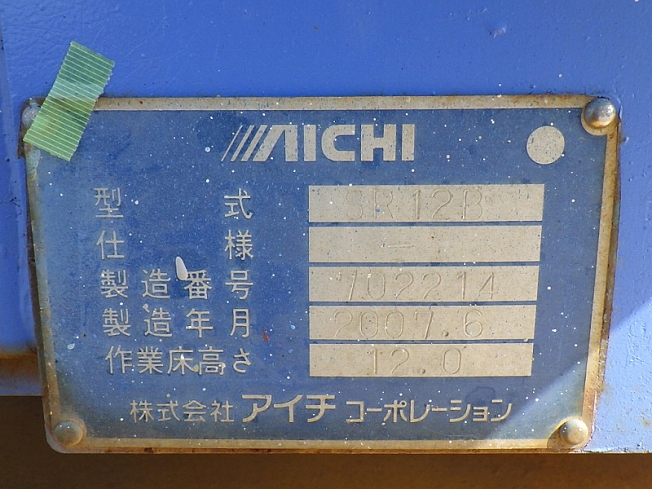 AICHI
型式 SR12B
仕様 —
製造番号 702214
製造年月 2007.6
作業床高さ 12.0
株式会社 アイチ コーポレーション